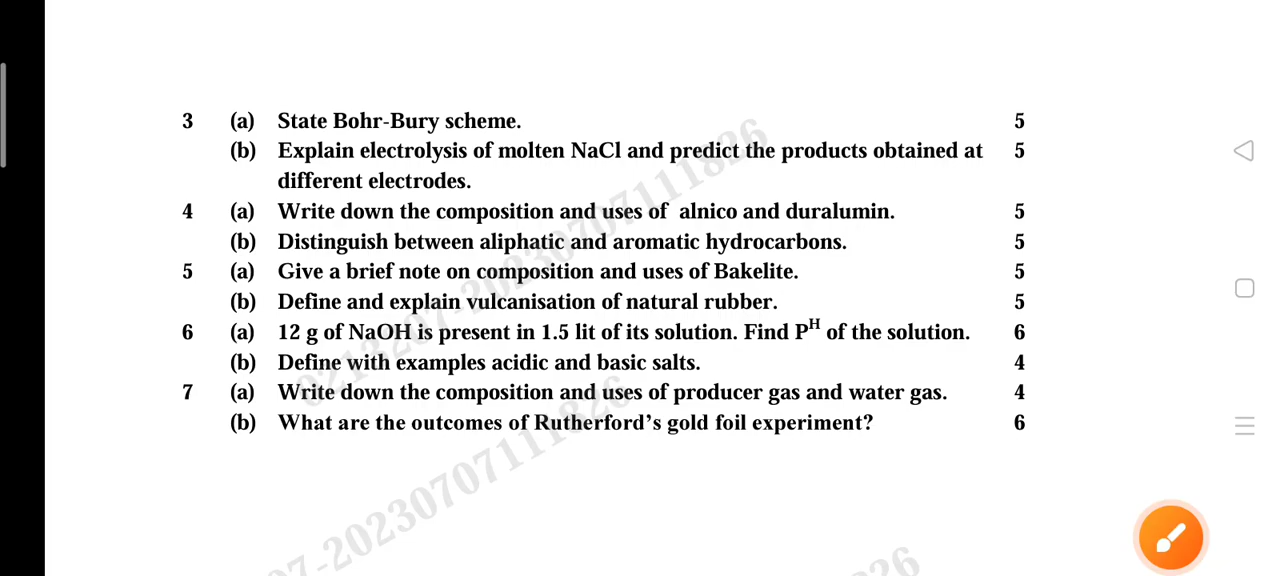 3 (a) State Bohr-Bury scheme. 5
(b) Explain electrolysis of molten NaCl and predict the products obtained at 5
different electrodes.
4 (a) Write down the composition and uses of alnico and duralumin. 5
(b) Distinguish between aliphatic and aromatic hydrocarbons. 5
5 (a) Give a brief note on composition and uses of Bakelite. 5
(b) Define and explain vulcanisation of natural rubber. 5
6 (a) 12 g of NaOH is present in 1.5 lit of its solution. Find P^H of the solution. 6
(b) Define with examples acidic and basic salts. 4
7 (a) Write down the composition and uses of producer gas and water gas. 4
(b) What are the outcomes of Rutherford's gold foil experiment? 6